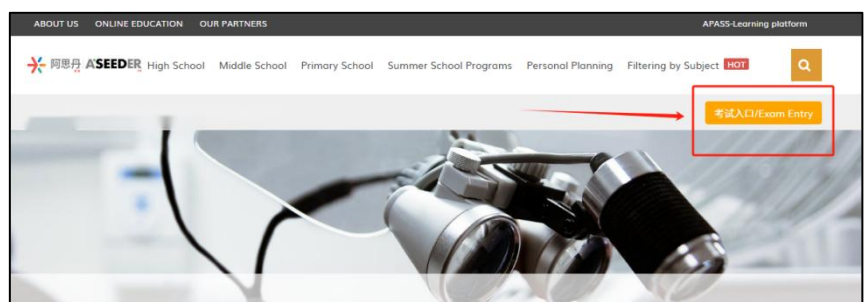 ABOUT US ONLINE EDUCATION OUR PARTNERS APASS-Learning platform
阿思丹 A'SEEDER High School Middle School Primary School Summer School Programs Personal Planning Filtering by Subject HOT
考试入口/Exam Entry